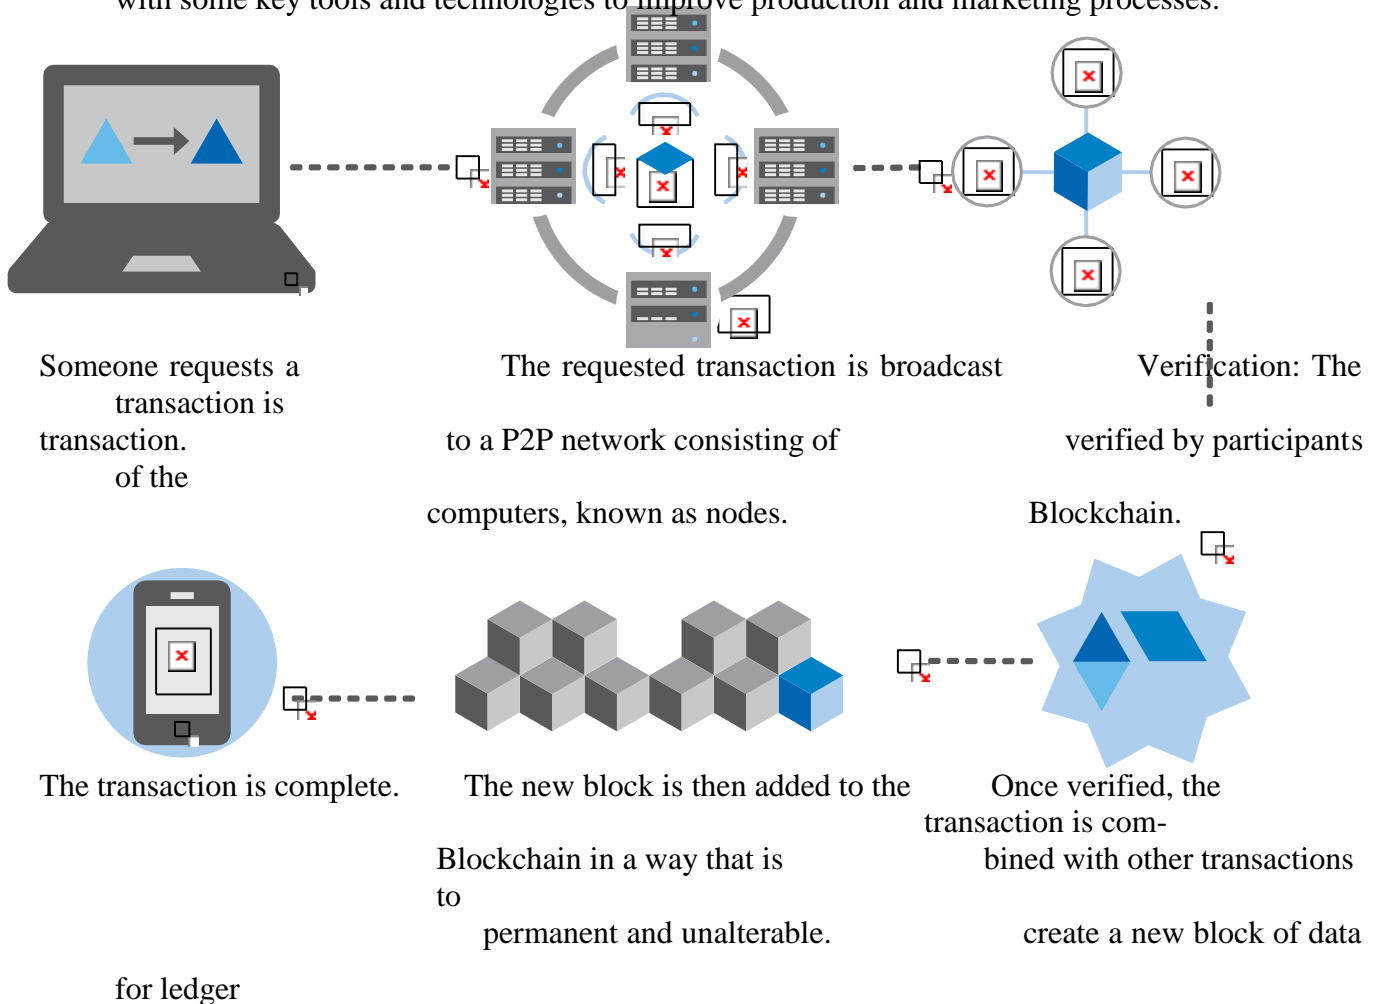 with some key tools and technologies to improve production and marketing processes.
Someone requests a The requested transaction is broadcast Verification: The
transaction is
transaction. to a P2P network consisting of verified by participants
of the
computers, known as nodes. Blockchain.
The transaction is complete. The new block is then added to the Once verified, the
transaction is com-
Blockchain in a way that is bined with other transactions
to
permanent and unalterable. create a new block of data
for ledger